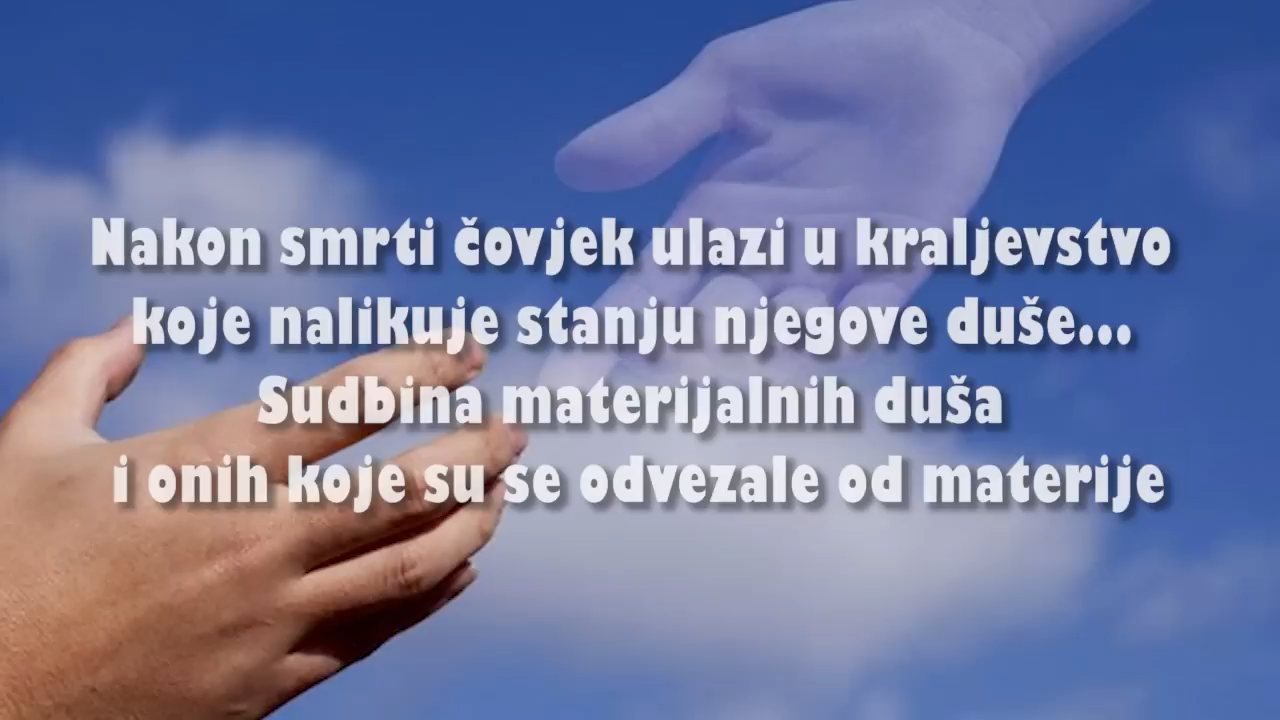 Nakon smrti čovjek ulazi u kraljevstvo
koje nalikuje stanju njegove duše...
Sudbina materijalnih duša
i onih koje su se odvezale od materije